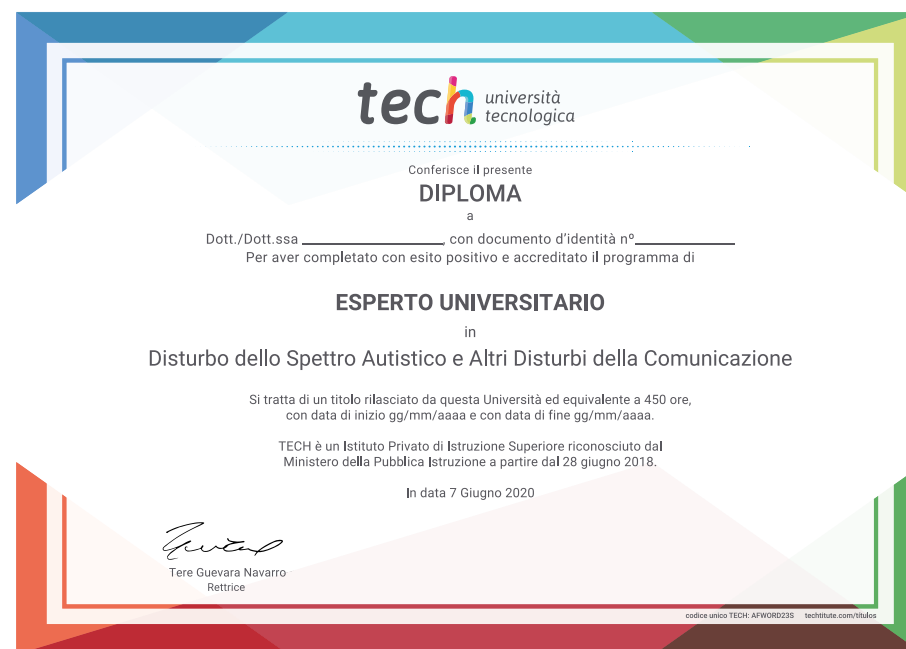 tech università
tecnologica
Conferisce il presente
DIPLOMA
a
Dott./Dott.ssa ____________________, con documento d'identità nº______________
Per aver completato con esito positivo e accreditato il programma di
ESPERTO UNIVERSITARIO
in
Disturbo dello Spettro Autistico e Altri Disturbi della Comunicazione
Si tratta di un titolo rilasciato da questa Università ed equivalente a 450 ore,
con data di inizio gg/mm/aaaa e con data di fine gg/mm/aaaa.
TECH è un Istituto Privato di Istruzione Superiore riconosciuto dal
Ministero della Pubblica Istruzione a partire dal 28 giugno 2018.
In data 7 Giugno 2020
Tere Guevara Navarro
Rettrice
codice unico TECH: AFWORD23S techtitute.com/titulos